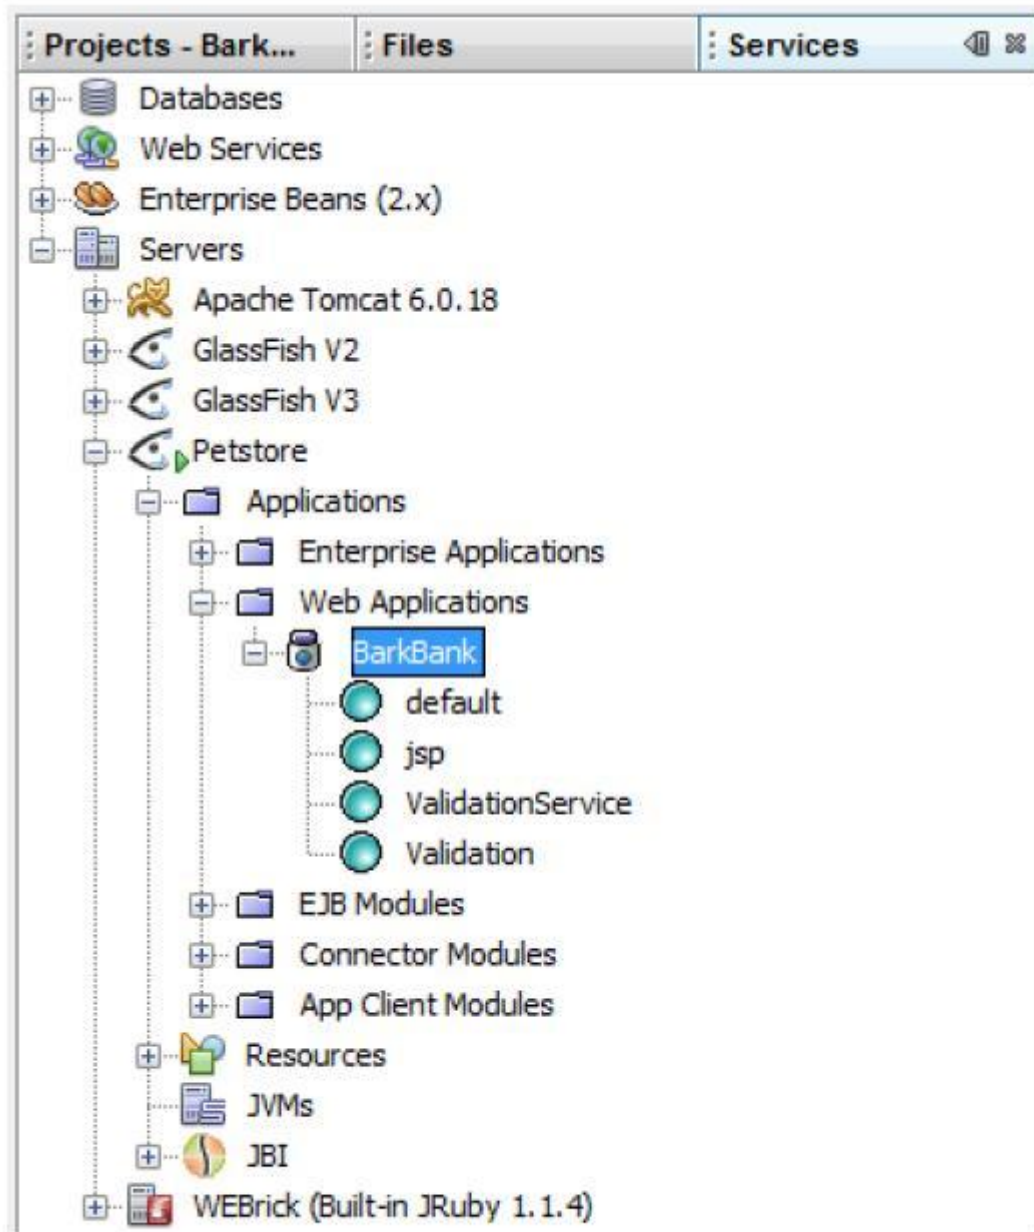 Projects - Bark... Files Services
Databases
Web Services
Enterprise Beans (2.x)
Servers
Apache Tomcat 6.0.18
GlassFish V2
GlassFish V3
Petstore
Applications
Enterprise Applications
Web Applications
BarkBank
default
jsp
ValidationService
Validation
EJB Modules
Connector Modules
App Client Modules
Resources
JVMs
JBI
WEBrick (Built-in JRuby 1.1.4)